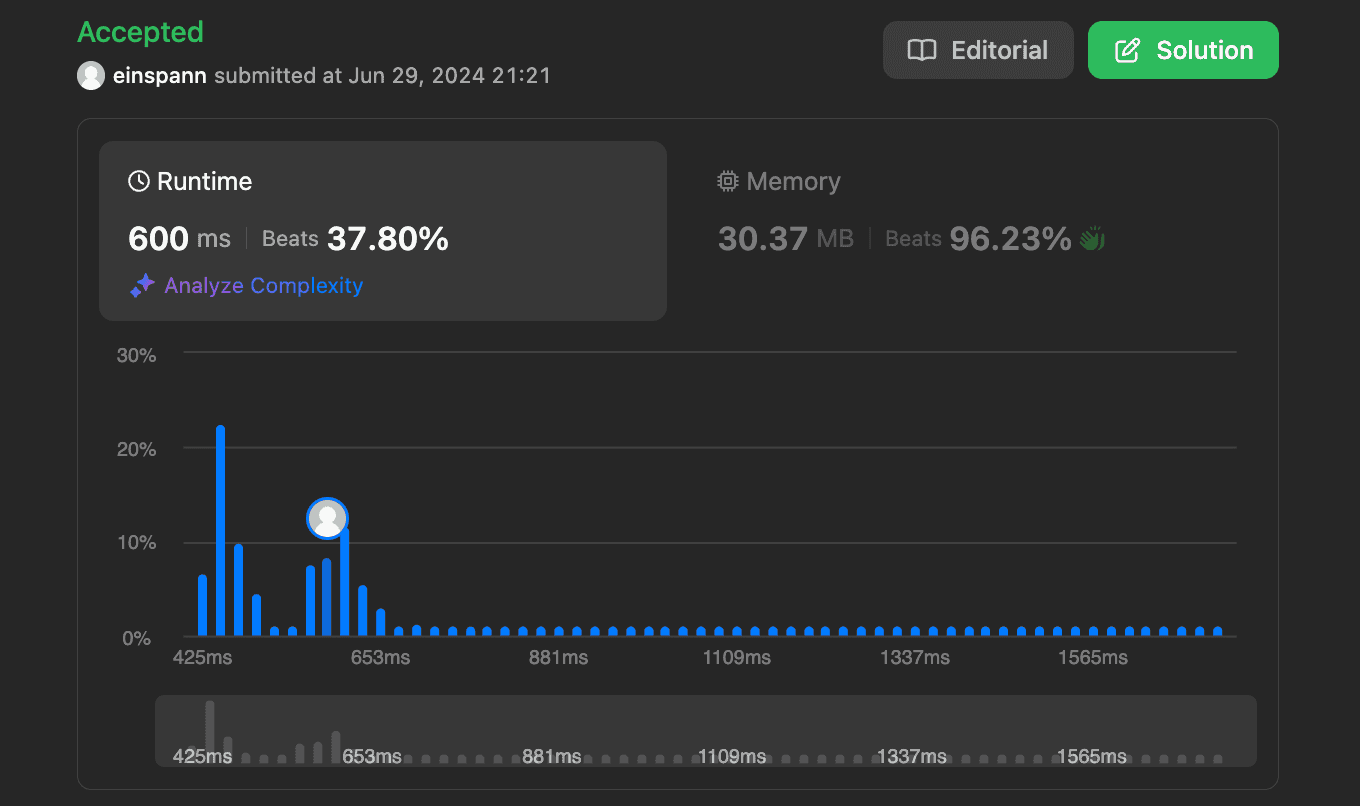 Accepted
einspann submitted at Jun 29, 2024 21:21
Editorial
Solution
Runtime
600 ms Beats 37.80%
Analyze Complexity
Memory
30.37 MB Beats 96.23%
30%
20%
10%
0%
425ms 653ms 881ms 1109ms 1337ms 1565ms
425ms 653ms 881ms 1109ms 1337ms 1565ms